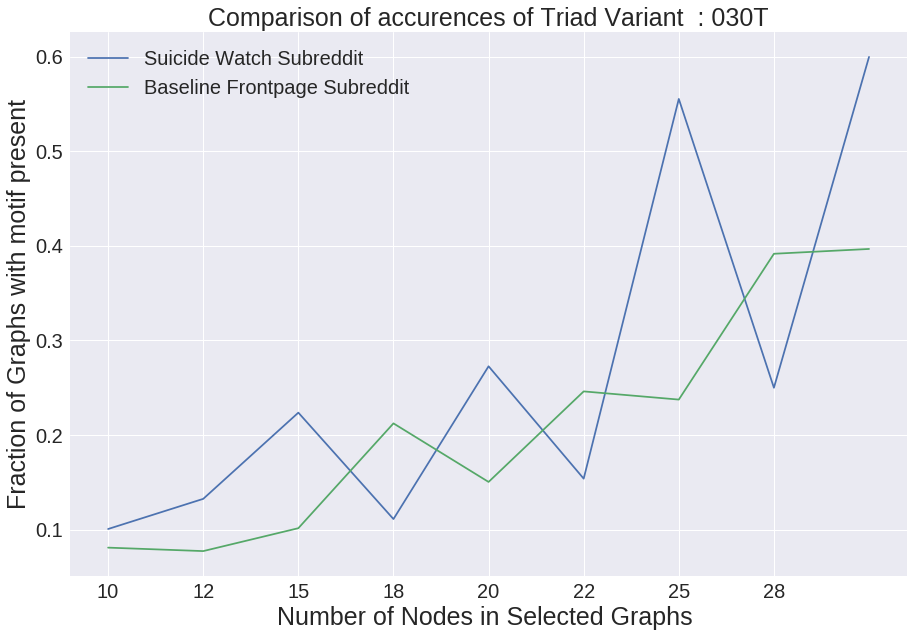 Comparison of accurences of Triad Variant : 030T
Suicide Watch Subreddit
Baseline Frontpage Subreddit
Fraction of Graphs with motif present
0.6
0.5
0.4
0.3
0.2
0.1
10 12 15 18 20 22 25 28
Number of Nodes in Selected Graphs